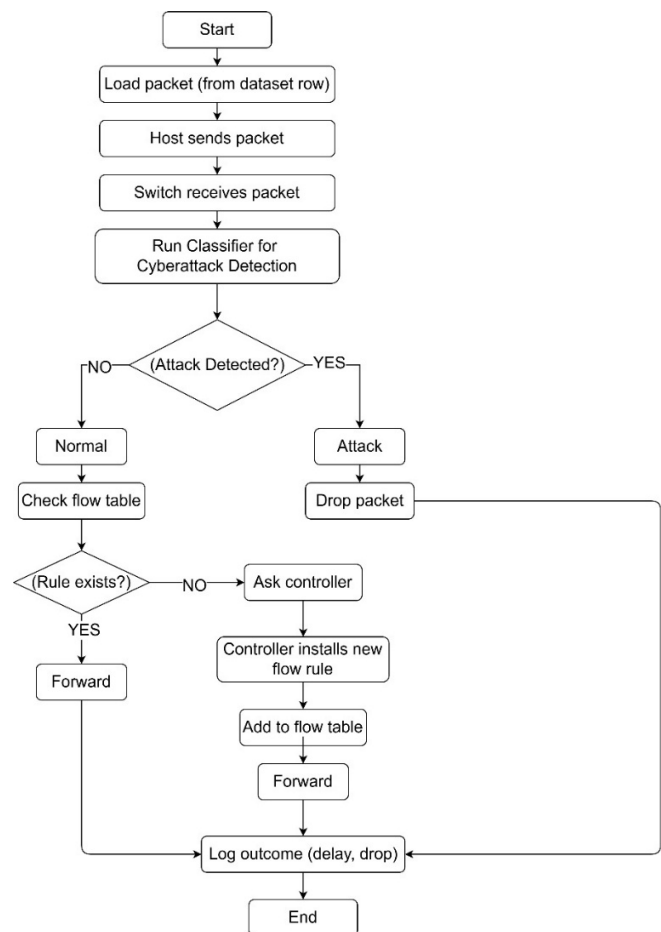 Start
Load packet (from dataset row)
Host sends packet
Switch receives packet
Run Classifier for
Cyberattack Detection
(Attack Detected?)
NO
YES
Normal
Attack
Check flow table
Drop packet
(Rule exists?)
NO
Ask controller
YES
Controller installs new
flow rule
Forward
Add to flow table
Forward
Log outcome (delay, drop)
End